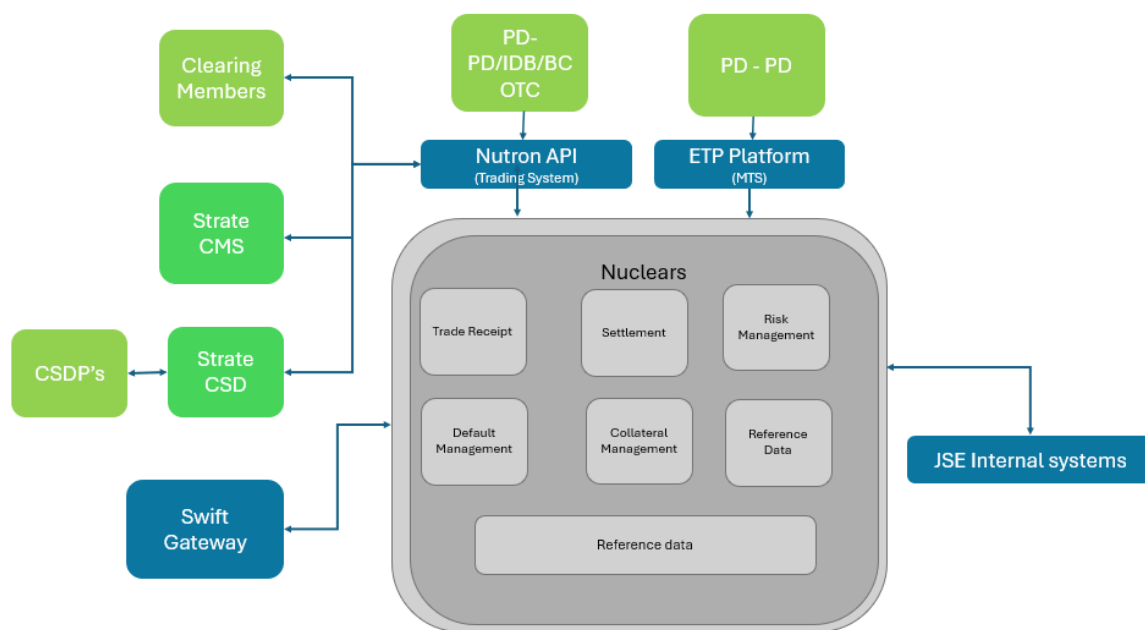 Clearing
Members
PD-
PD/IDB/BC
OTC
PD - PD
Nutron API
(Trading System)
ETP Platform
(MTS)
Strate
CMS
CSDP's
Strate
CSD
Swift
Gateway
Nuclears
Trade Receipt
Settlement
Risk
Management
Default
Management
Collateral
Management
Reference
Data
Reference data
JSE Internal systems